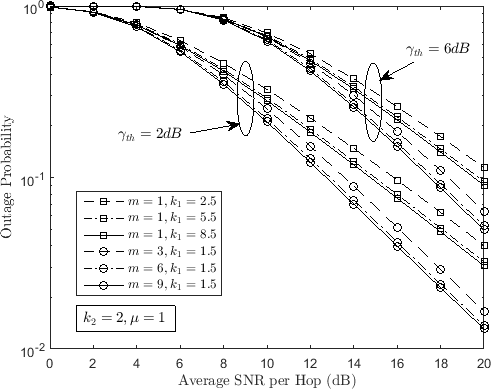 10^0
γ_th = 6dB
γ_th = 2dB
Outage Probability
10^-1
m = 1, k_1 = 2.5
m = 1, k_1 = 5.5
m = 1, k_1 = 8.5
m = 3, k_1 = 1.5
m = 6, k_1 = 1.5
m = 9, k_1 = 1.5
k_2 = 2, μ = 1
10^-2
0 2 4 6 8 10 12 14 16 18 20
Average SNR per Hop (dB)